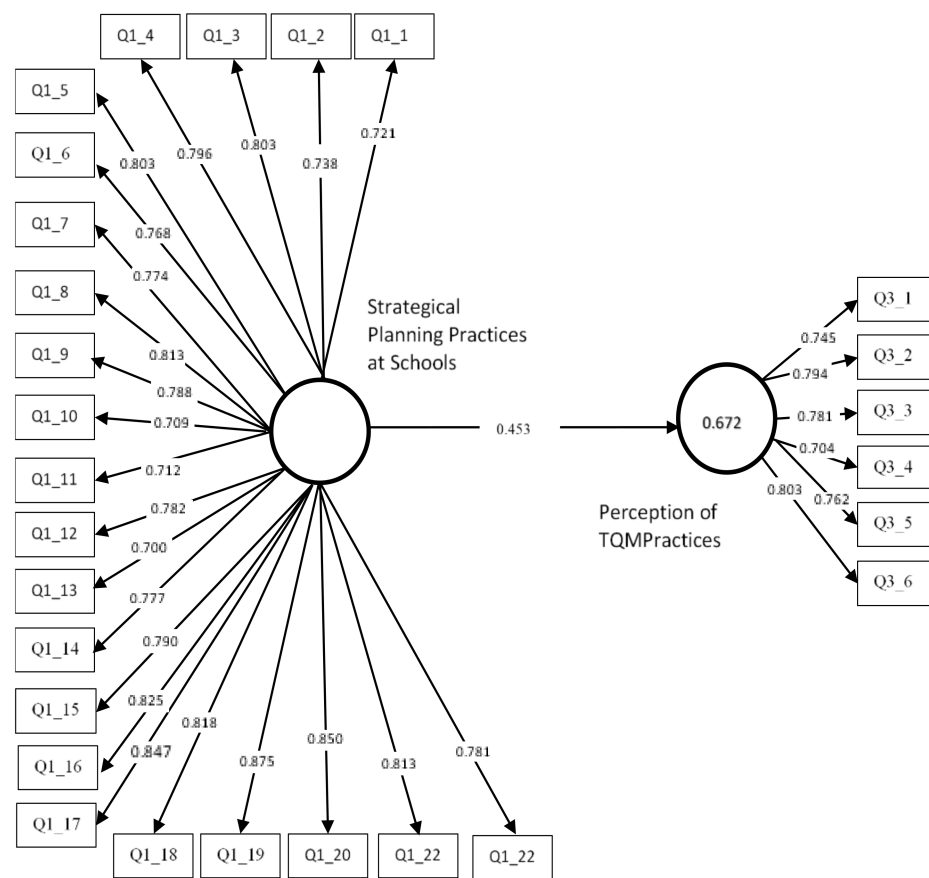 Q1_4
Q1_3
Q1_2
Q1_1
Q1_5
Q1_6
Q1_7
Q1_8
Q1_9
Q1_10
Q1_11
Q1_12
Q1_13
Q1_14
Q1_15
Q1_16
Q1_17
Q1_18
Q1_19
Q1_20
Q1_22
Q1_22
0.796
0.803
0.738
0.721
0.803
0.768
0.774
0.813
0.788
0.709
0.712
0.782
0.700
0.777
0.790
0.825
0.847
0.818
0.875
0.850
0.813
0.781
Strategical
Planning Practices
at Schools
0.453
0.672
Perception of
TQMPractices
0.745
0.794
0.781
0.704
0.762
0.803
Q3_1
Q3_2
Q3_3
Q3_4
Q3_5
Q3_6